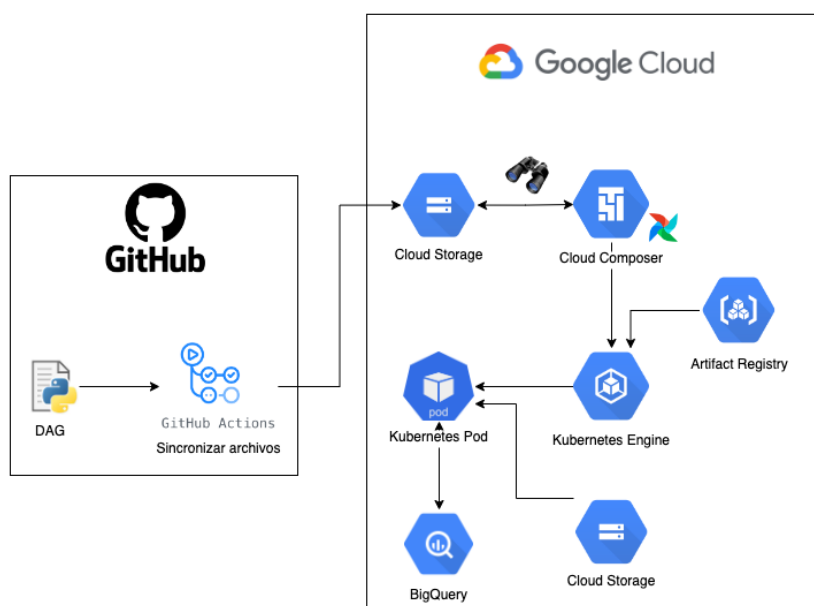 Google Cloud
GitHub
Cloud Storage
Cloud Composer
Artifact Registry
DAG
GitHub Actions
Sincronizar archivos
pod
Kubernetes Pod
Kubernetes Engine
BigQuery
Cloud Storage